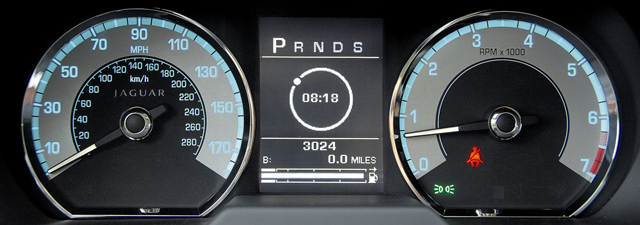 10 30 50 70 90 110 130 150 170
MPH
20 40 60 80 100 120 140 160 180 200 220 240 260 280
km/h
JAGUAR
P R N D S
08:18
3024
B: 0.0 MILES
0 1 2 3 4 5 6 7
RPM x 1000